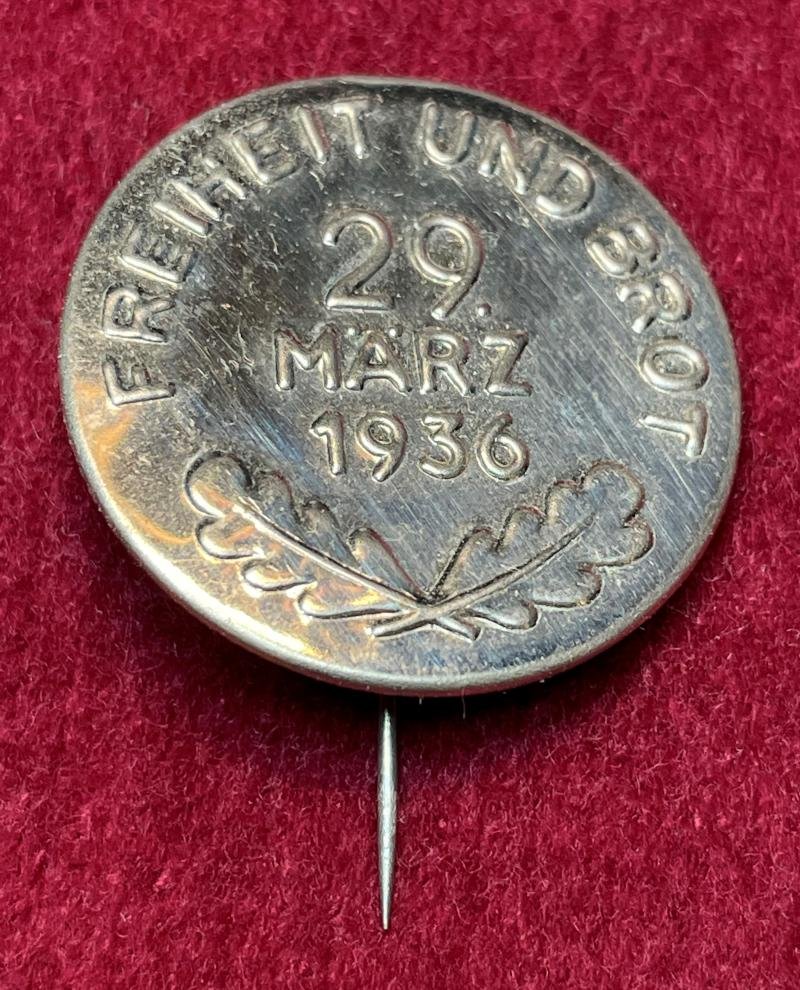 FREIHEIT UND BROT
29.
MÄRZ
1936